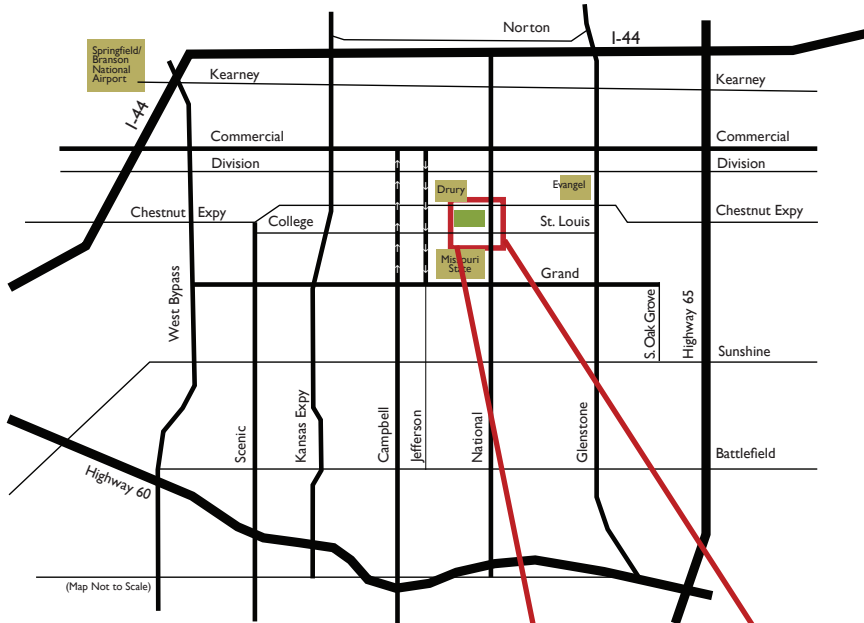 Norton
I-44
Springfield/
Branson
National
Airport
Kearney
Kearney
I-44
Commercial
Commercial
Division
Division
Drury
Evangel
Chestnut Expy
Chestnut Expy
College
St. Louis
Missouri
State
Grand
West Bypass
S. Oak Grove
Highway 65
Sunshine
Scenic
Kansas Expy
Campbell
Jefferson
National
Glenstone
Battlefield
Highway 60
(Map Not to Scale)